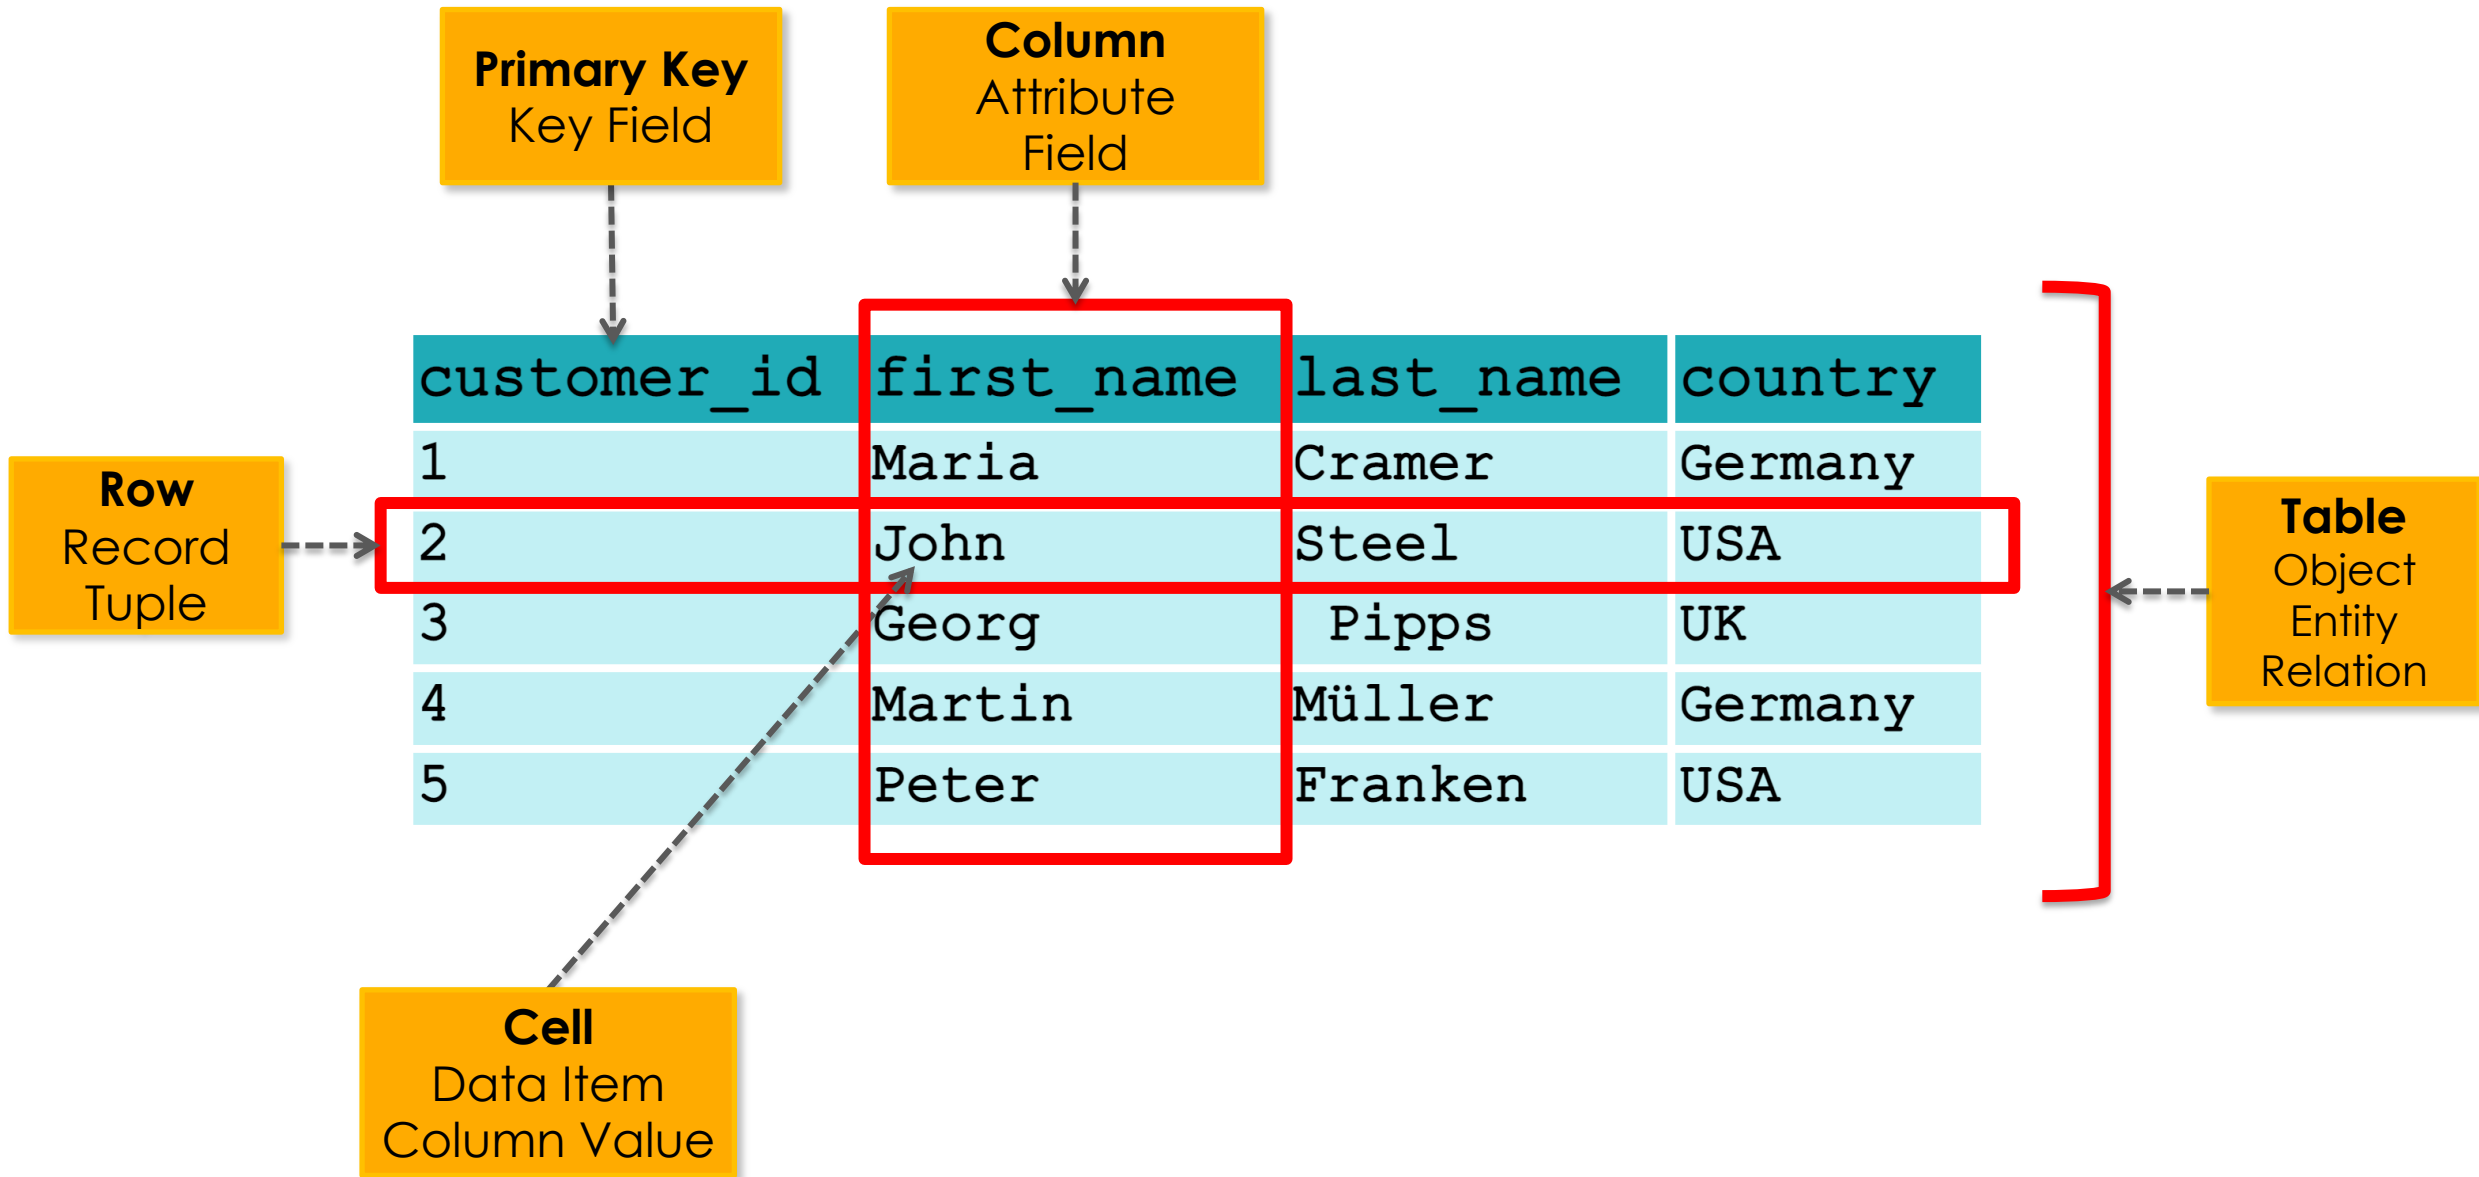 Primary Key
Key Field
Column
Attribute
Field
customer_id first_name last_name country
1 Maria Cramer Germany
2 John Steel USA
3 Georg Pipps UK
4 Martin Müller Germany
5 Peter Franken USA
Row
Record
Tuple
Table
Object
Entity
Relation
Cell
Data Item
Column Value